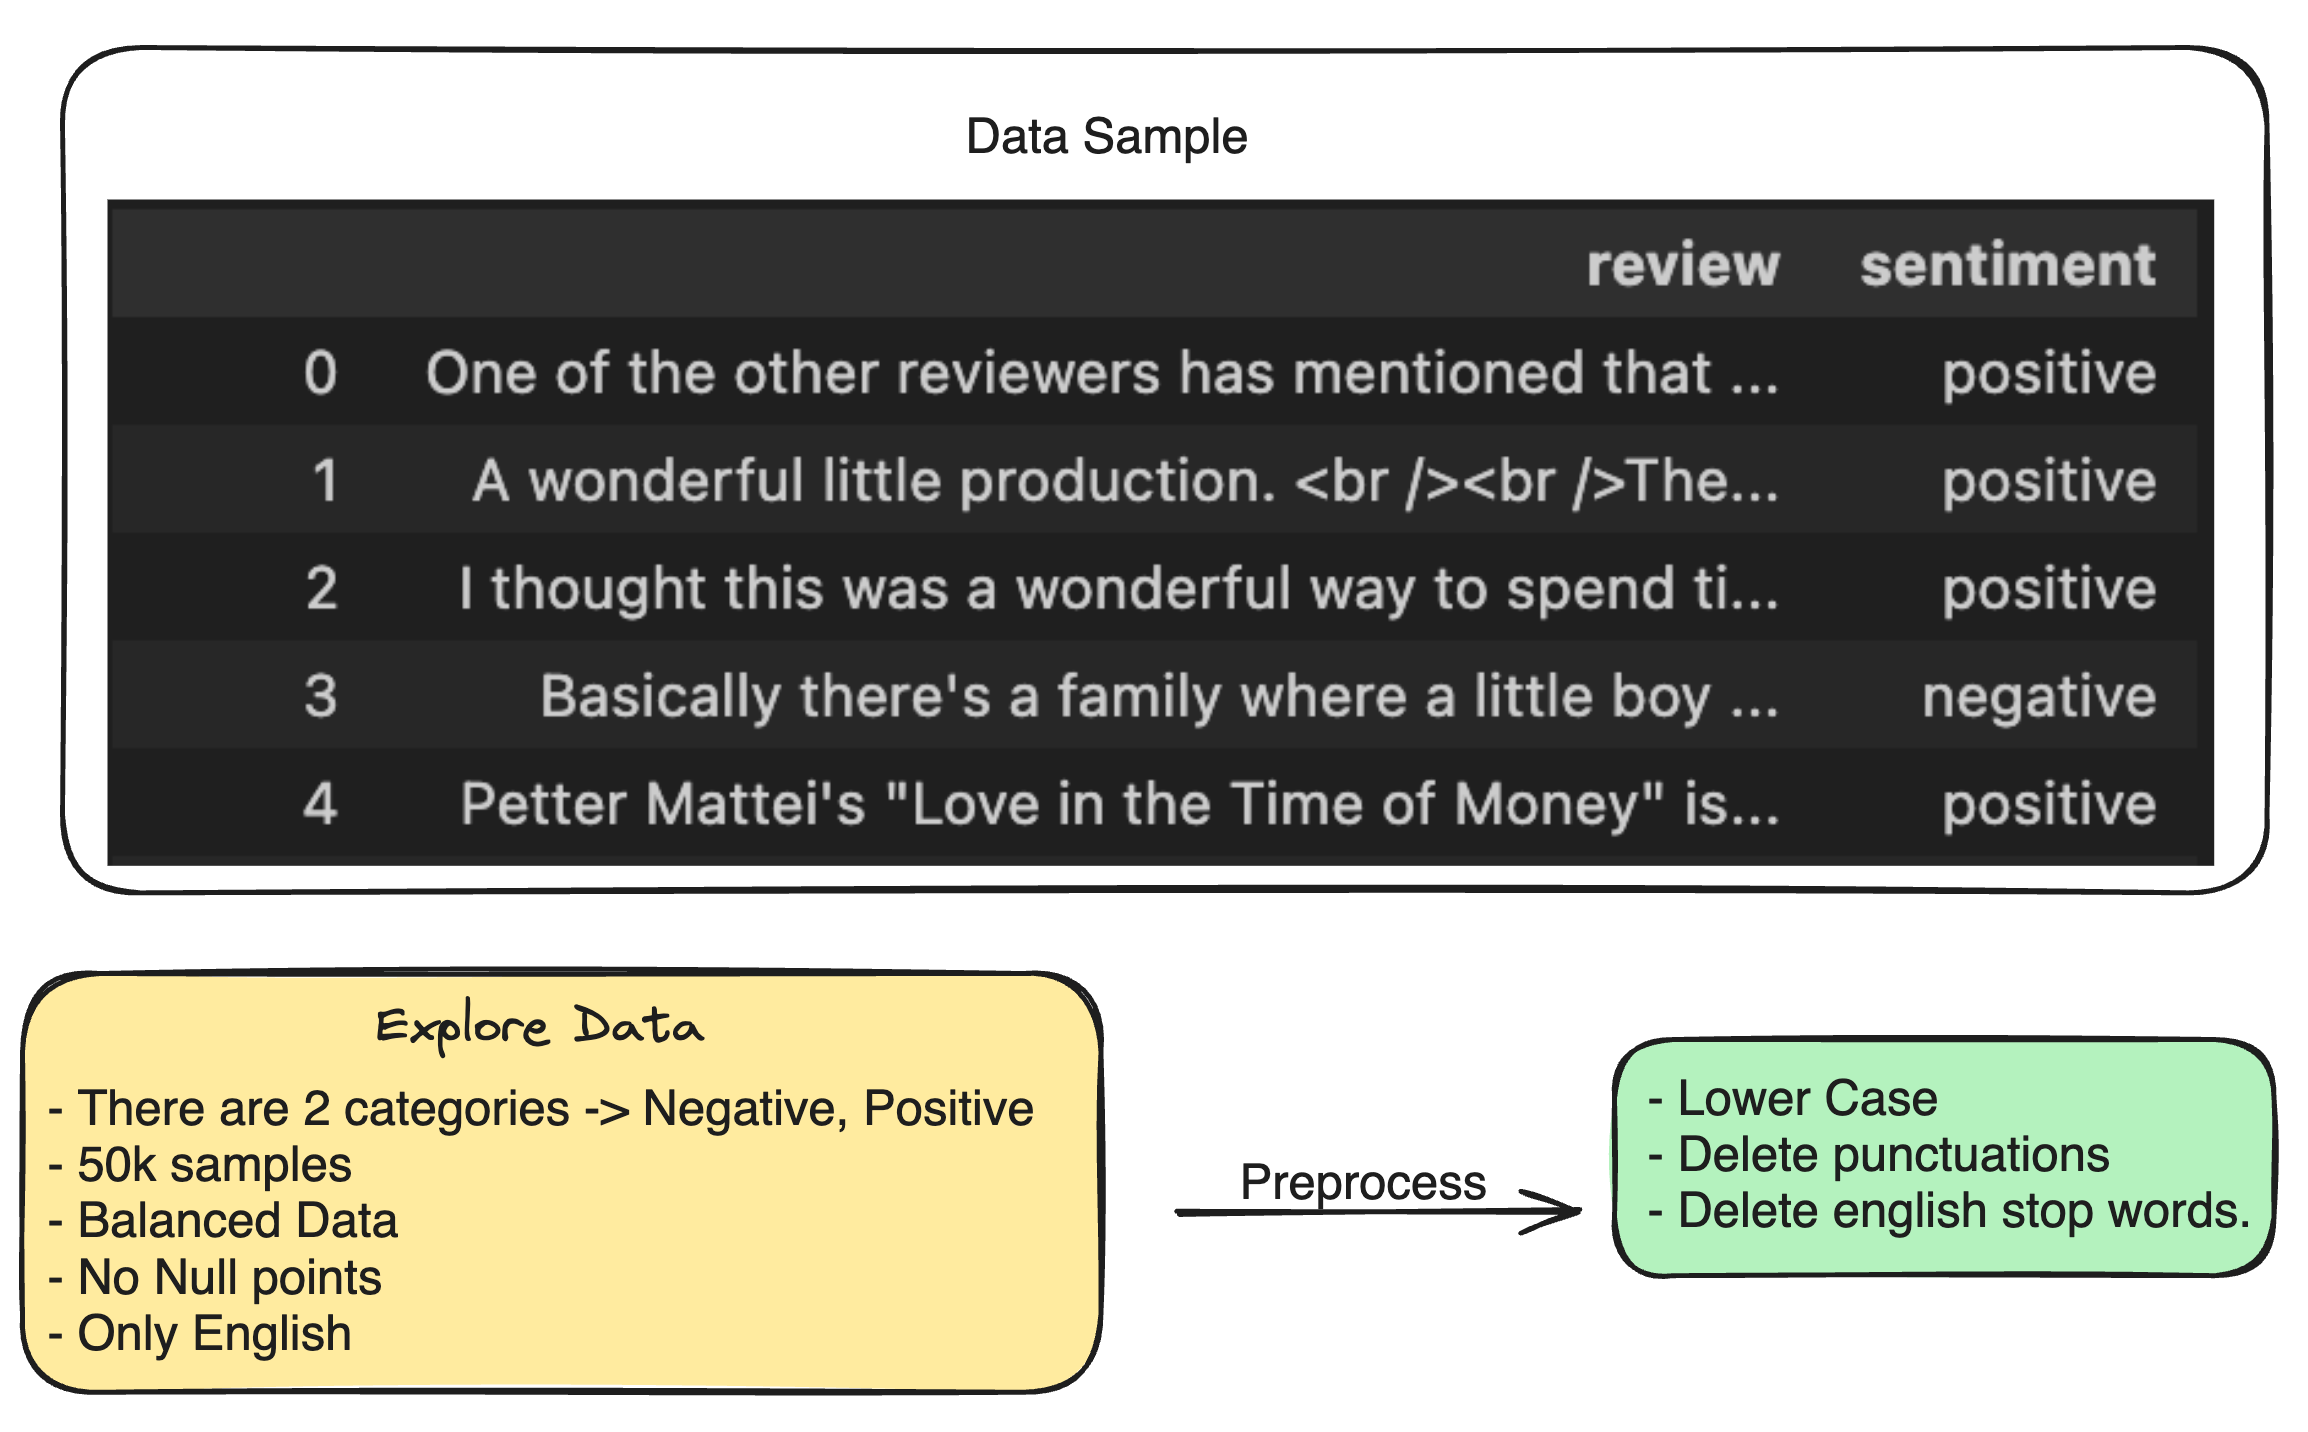 Data Sample
review sentiment
0 One of the other reviewers has mentioned that ... positive
1 A wonderful little production. <br /><br />The... positive
2 I thought this was a wonderful way to spend ti... positive
3 Basically there's a family where a little boy ... negative
4 Petter Mattei's "Love in the Time of Money" is... positive
Explore Data
- There are 2 categories -> Negative, Positive
- 50k samples
- Balanced Data
- No Null points
- Only English
Preprocess
- Lower Case
- Delete punctuations
- Delete english stop words.